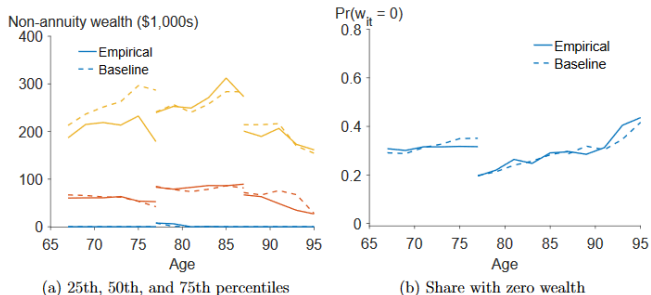 Non-annuity wealth ($1,000s)
400
300
200
100
0
65 70 75 80 85 90 95
Age
Empirical
Baseline
(a) 25th, 50th, and 75th percentiles
Pr(w_it = 0)
0.8
0.6
0.4
0.2
0
65 70 75 80 85 90 95
Age
Empirical
Baseline
(b) Share with zero wealth